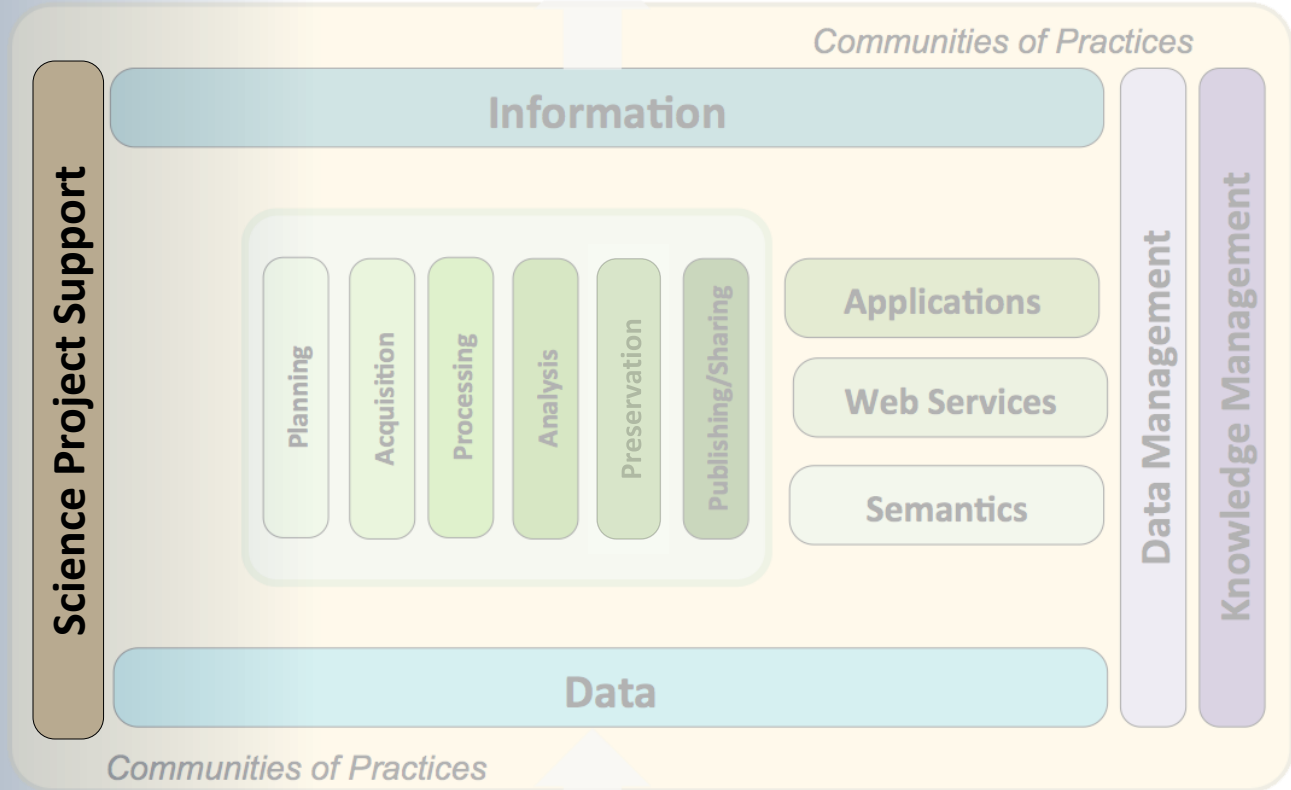 Communities of Practices
Science Project Support
Information
Planning
Acquisition
Processing
Analysis
Preservation
Publishing/Sharing
Applications
Web Services
Semantics
Data Management
Knowledge Management
Data
Communities of Practices